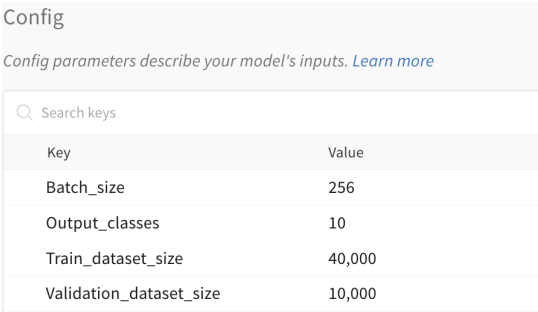 Config
Config parameters describe your model's inputs. Learn more
Search keys
Key Value
Batch_size 256
Output_classes 10
Train_dataset_size 40,000
Validation_dataset_size 10,000